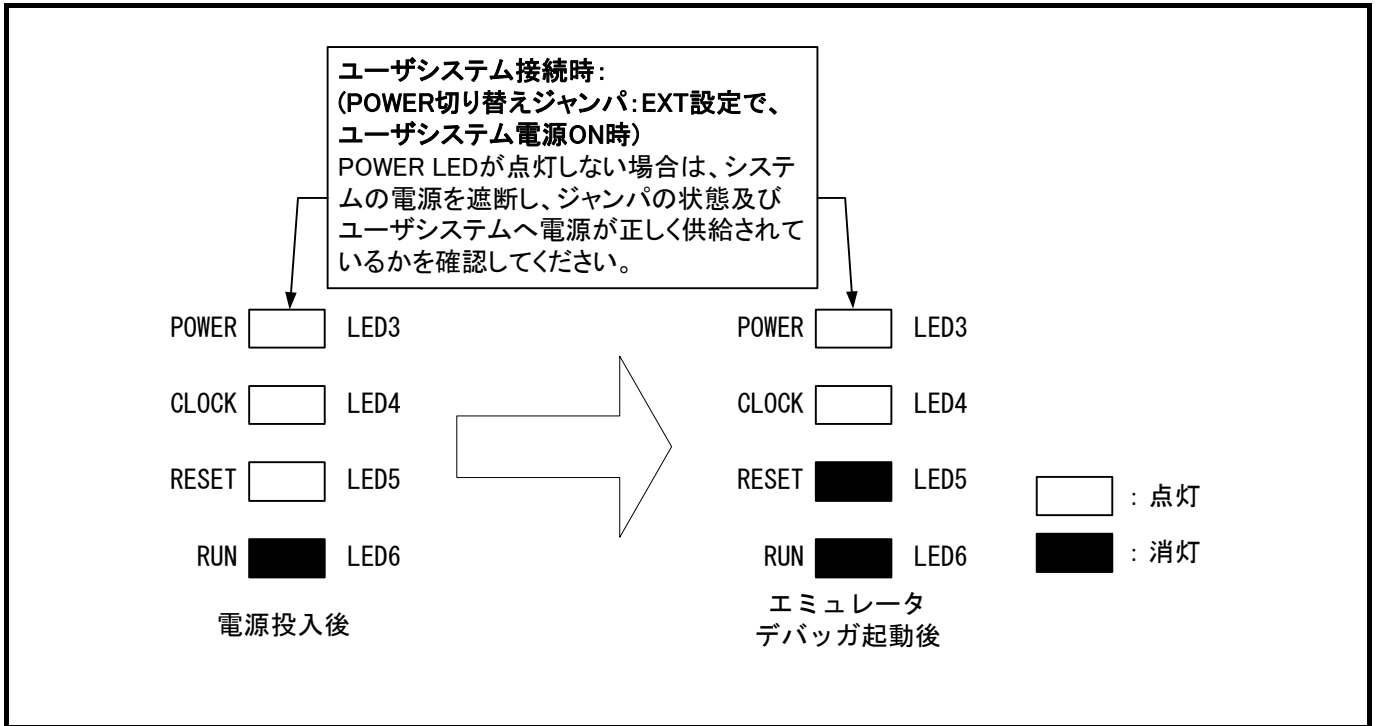 ユーザシステム接続時：
(POWER切り替えジャンパ：EXT設定で、
ユーザシステム電源ON時)
POWER LEDが点灯しない場合は、システ
ムの電源を遮断し、ジャンパの状態及び
ユーザシステムへ電源が正しく供給されて
いるかを確認してください。
POWER LED3
CLOCK LED4
RESET LED5
RUN LED6
電源投入後
POWER LED3
CLOCK LED4
RESET LED5
RUN LED6
エミュレータ
デバッガ起動後
：点灯
：消灯